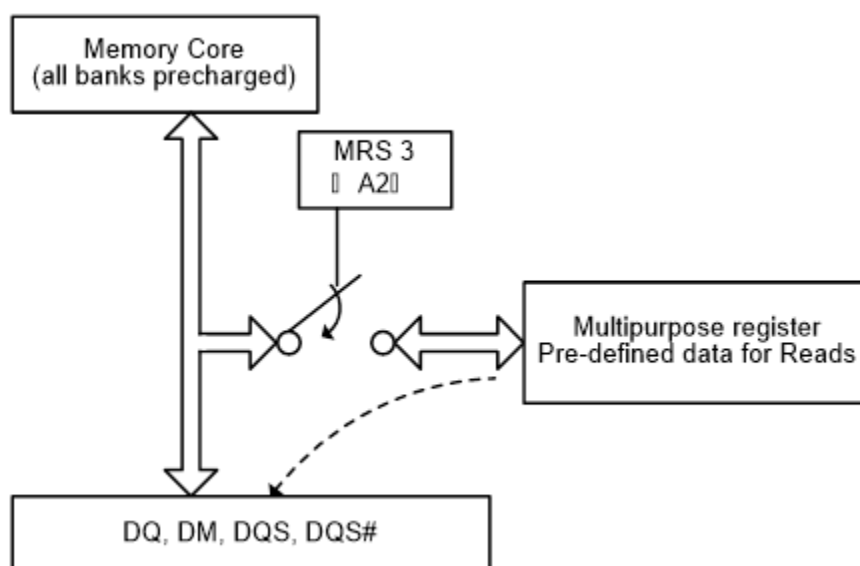 Memory Core
(all banks precharged)
MRS 3
▯ A2▯
Multipurpose register
Pre-defined data for Reads
DQ, DM, DQS, DQS#